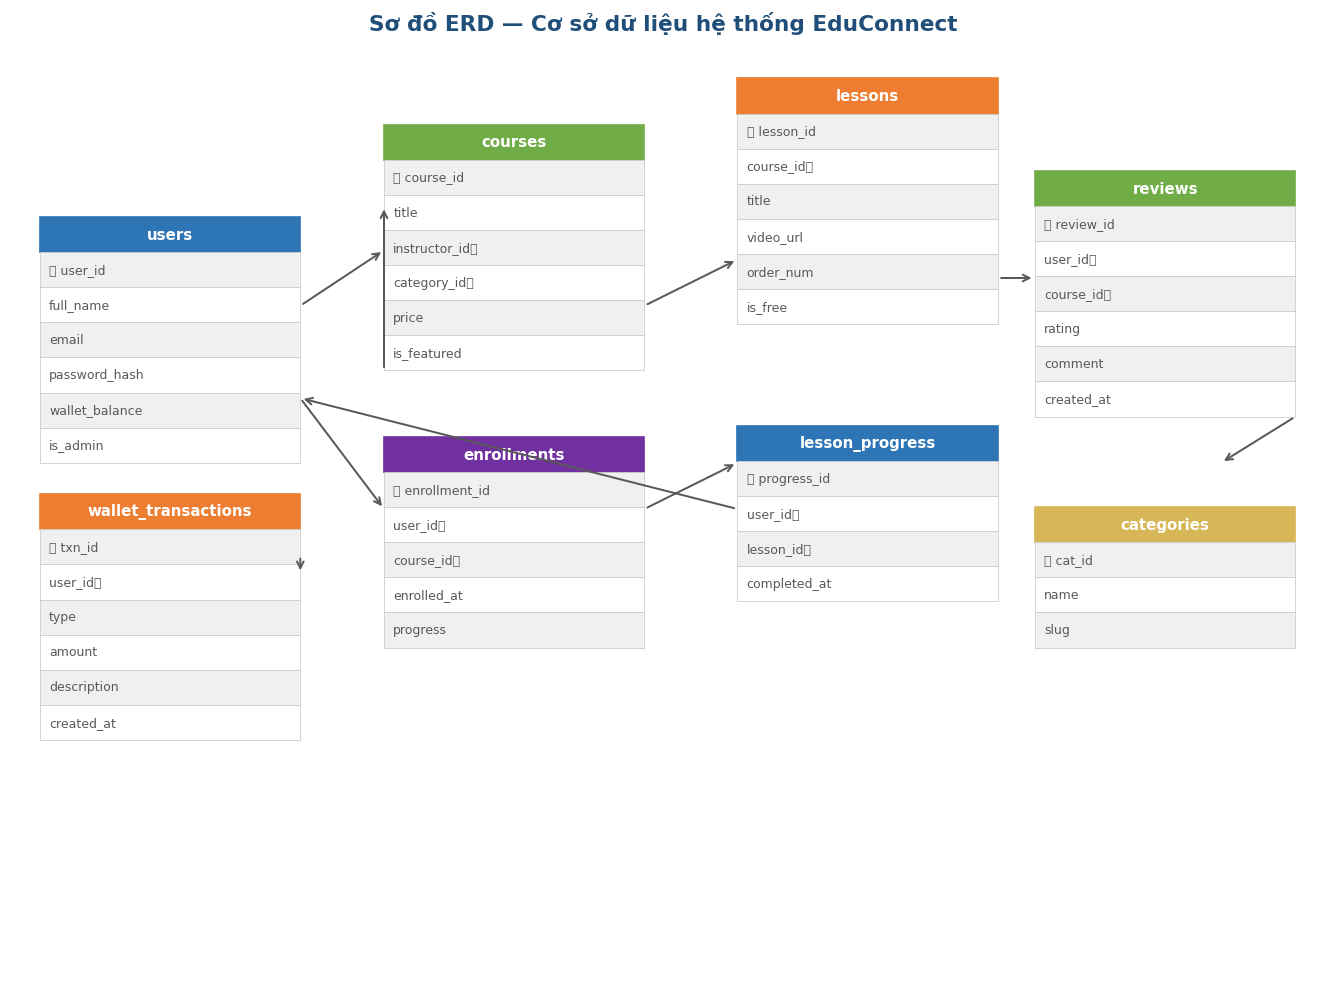 Sơ đồ ERD — Cơ sở dữ liệu hệ thống EduConnect
users
user_id
full_name
email
password_hash
wallet_balance
is_admin
wallet_transactions
txn_id
user_id
type
amount
description
created_at
courses
course_id
title
instructor_id
category_id
price
is_featured
enrollments
enrollment_id
user_id
course_id
enrolled_at
progress
lessons
lesson_id
course_id
title
video_url
order_num
is_free
lesson_progress
progress_id
user_id
lesson_id
completed_at
reviews
review_id
user_id
course_id
rating
comment
created_at
categories
cat_id
name
slug